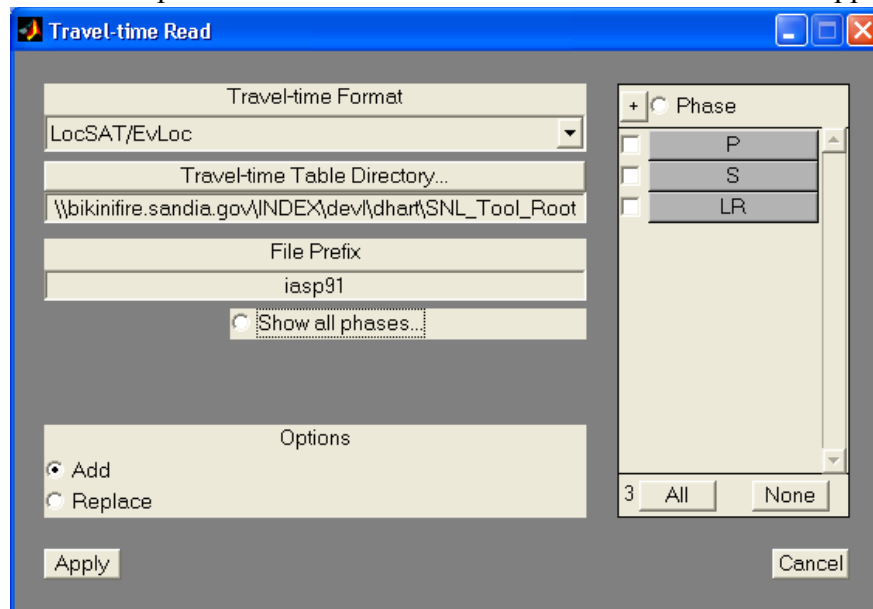 Travel-time Read
Travel-time Format
LocSAT/EvLoc
Travel-time Table Directory...
\\bikinifire.sandia.gov\INDEX\devl\dhart\SNL_Tool_Root
File Prefix
iasp91
Show all phases...
Options
Add
Replace
Apply
+ Phase
P
S
LR
3 All None
Cancel